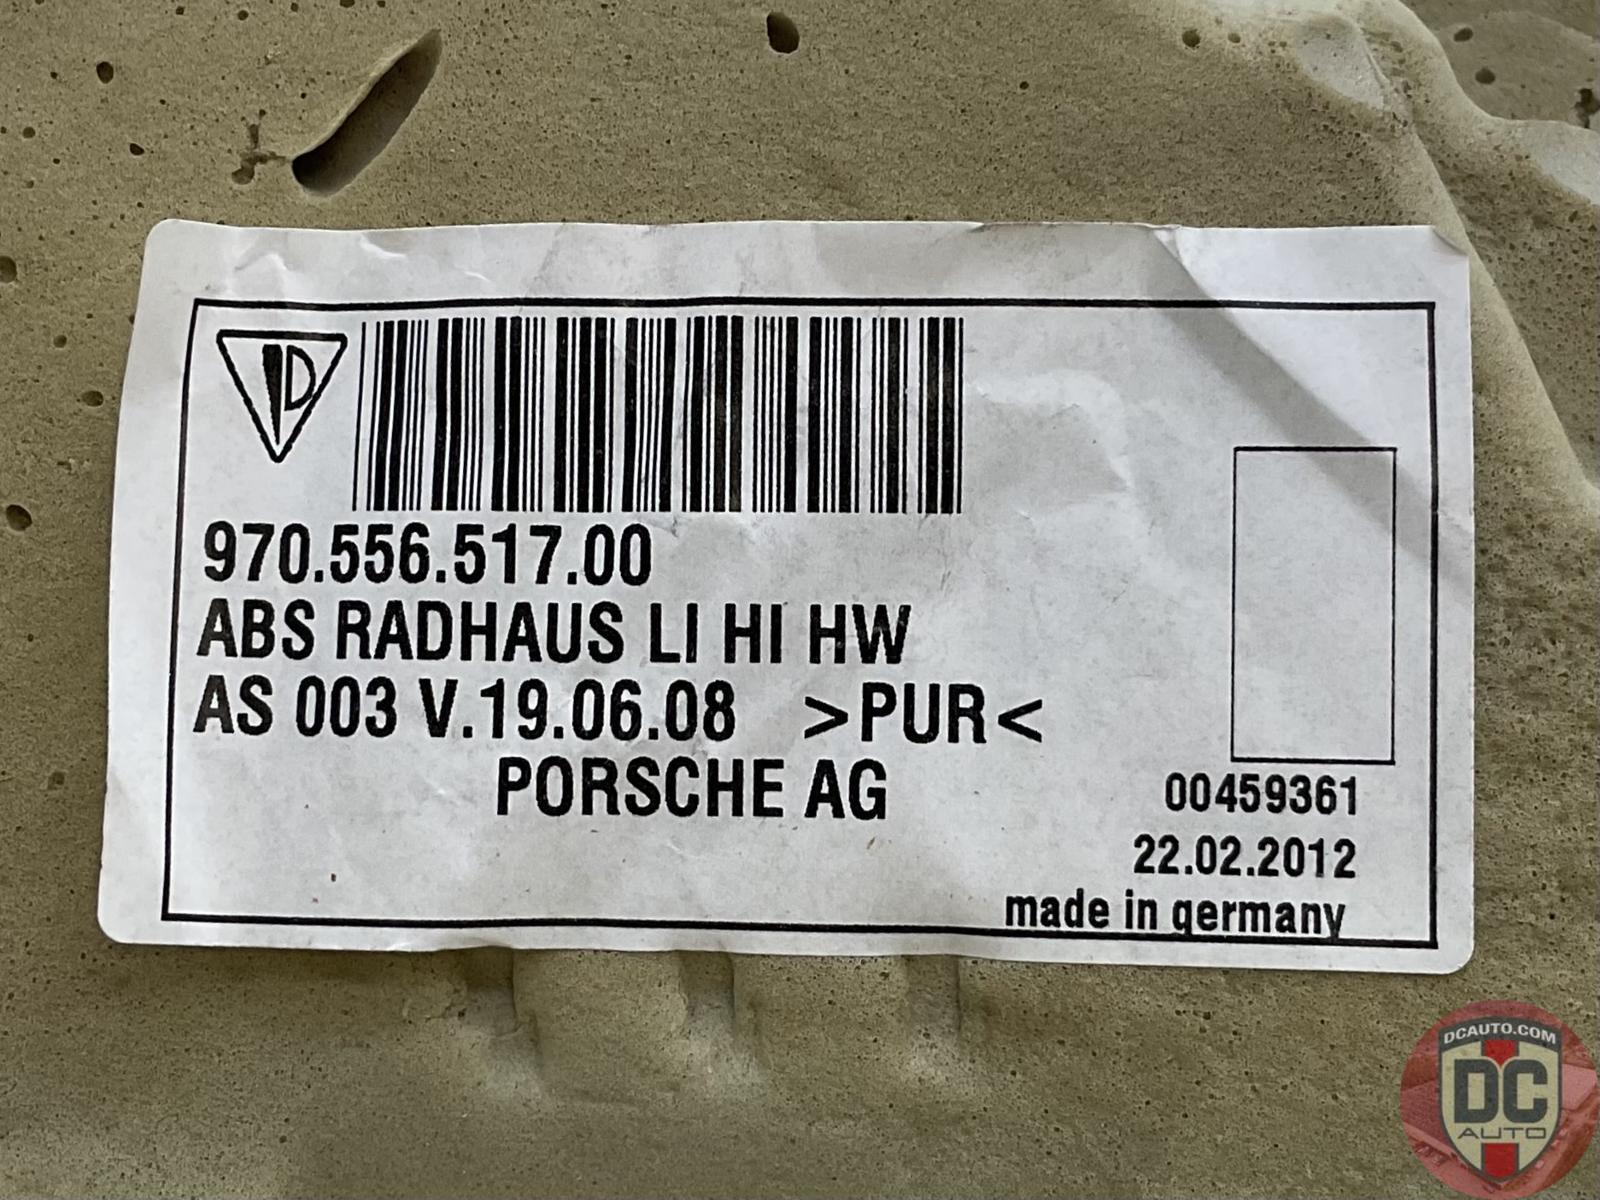 970.556.517.00
ABS RADHAUS LI HI HW
AS 003 V.19.06.08 >PUR<
PORSCHE AG
00459361
22.02.2012
made in germany
DCAUTO.COM
DC
AUTO